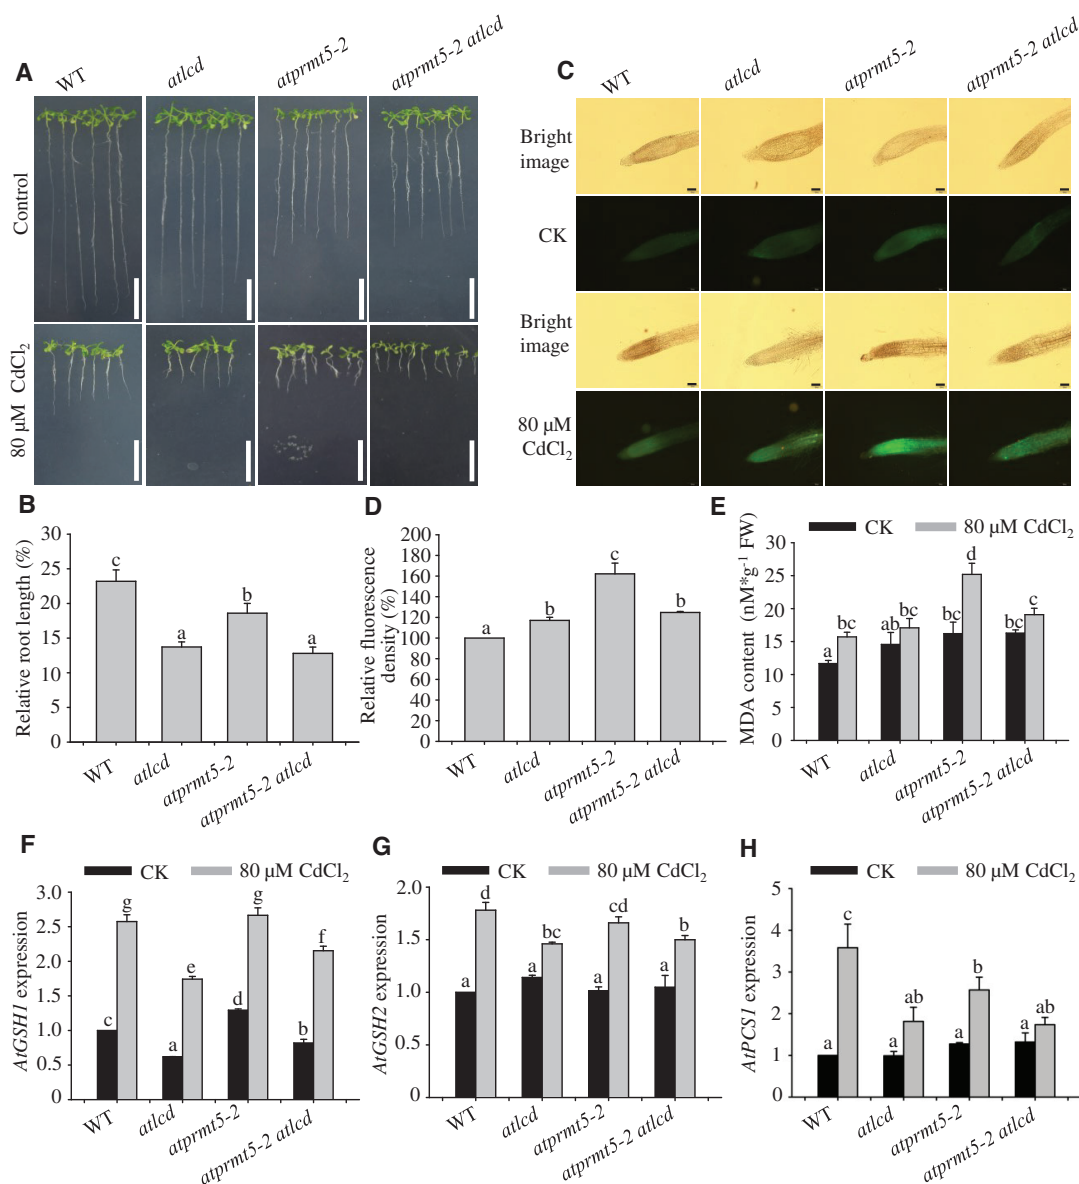 A
WT
atlcd
atprmt5-2
atprmt5-2 atlcd
Control
80 μM CdCl2
C
WT
atlcd
atprmt5-2
atprmt5-2 atlcd
Bright image
CK
Bright image
80 μM CdCl2
B
Relative root length (%)
30
25
20
15
10
5
0
c
a
b
a
WT
atlcd
atprmt5-2
atprmt5-2 atlcd
D
Relative fluorescence density (%)
200
180
160
140
120
100
80
60
40
20
0
a
b
c
b
WT
atlcd
atprmt5-2
atprmt5-2 atlcd
E
CK
80 μM CdCl2
MDA content (nM*g-1 FW)
30
25
20
15
10
5
0
a
bc
ab
bc
bc
d
bc
c
WT
atlcd
atprmt5-2
atprmt5-2 atlcd
F
CK
80 μM CdCl2
AtGSH1 expression
3.0
2.5
2.0
1.5
1.0
0.5
0
c
g
a
e
d
g
b
f
WT
atlcd
atprmt5-2
atprmt5-2 atlcd
G
CK
80 μM CdCl2
AtGSH2 expression
2.0
1.5
1.0
0.5
0
a
d
a
bc
a
cd
a
b
WT
atlcd
atprmt5-2
atprmt5-2 atlcd
H
CK
80 μM CdCl2
AtPCS1 expression
5
4
3
2
1
0
a
c
a
ab
a
b
a
ab
WT
atlcd
atprmt5-2
atprmt5-2 atlcd